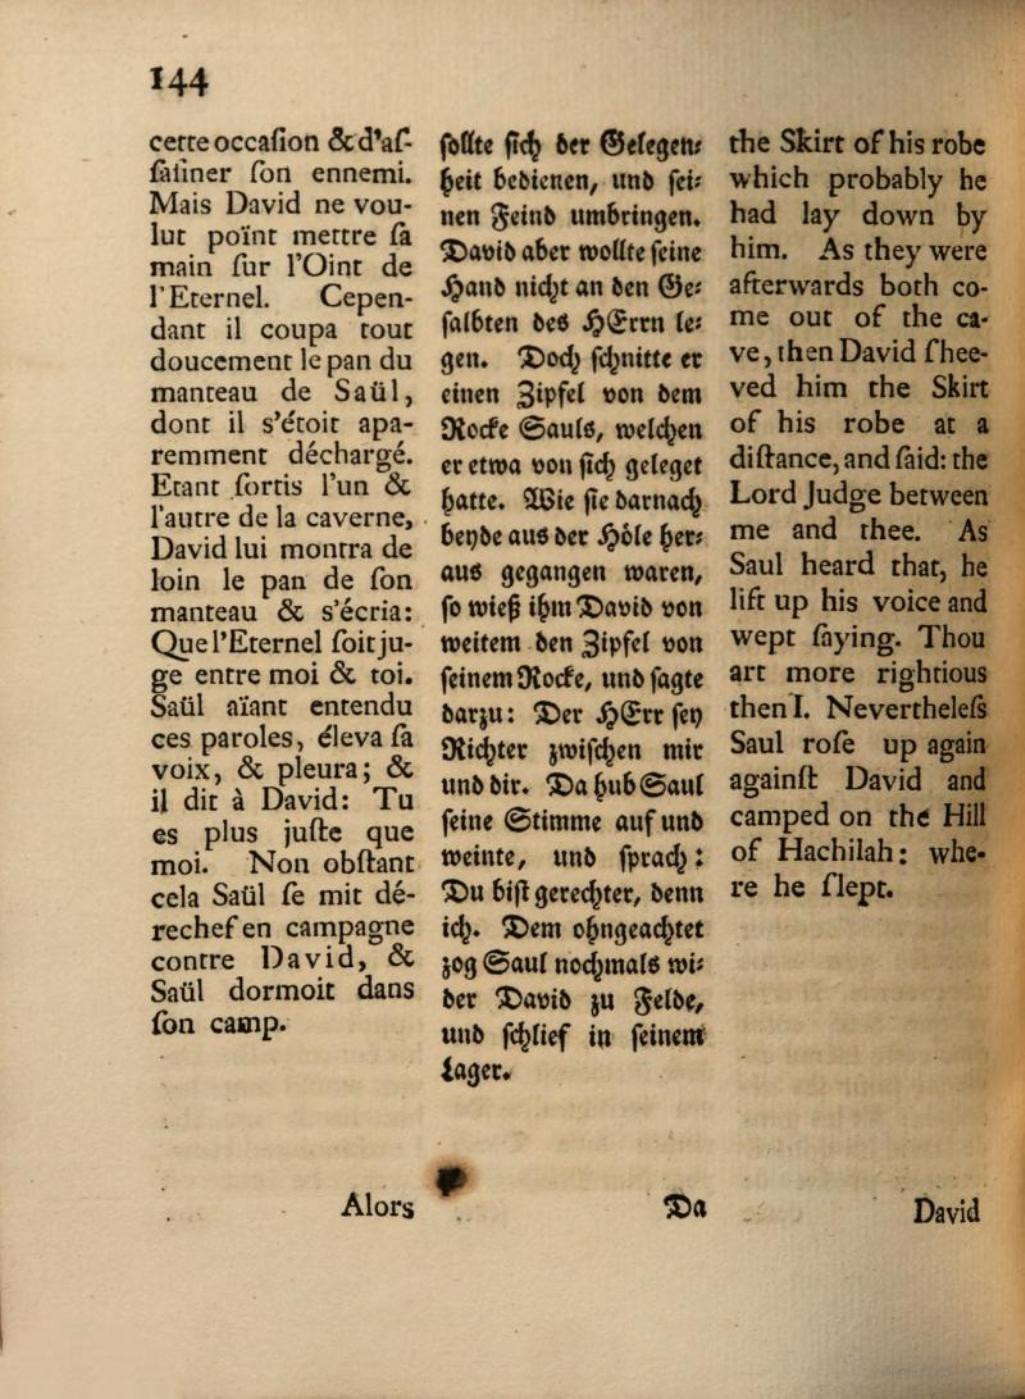 144
cette occaſion & d'aſ-
ſaſiner ſon ennemi.
Mais David ne vou-
lut poïnt mettre ſa
main ſur l'Oint de
l'Eternel. Cepen-
dant il coupa tout
doucement le pan du
manteau de Saül,
dont il s'étoit apa-
remment déchargé.
Etant ſortis l'un &
l'autre de la caverne,
David lui montra de
loin le pan de ſon
manteau & s'écria:
Que l'Eternel ſoit ju-
ge entre moi & toi.
Saül aïant entendu
ces paroles, éleva ſa
voix, & pleura; &
il dit à David: Tu
es plus juſte que
moi. Non obſtant
cela Saül ſe mit dé-
rechef en campagne
contre David, &
Saül dormoit dans
ſon camp.
Alors
ſollte ſich der Gelegen⸗
heit bedienen, und ſei⸗
nen Feind umbringen.
David aber wollte ſeine
Hand nicht an den Ge⸗
ſalbten des HErrn le⸗
gen. Doch ſchnitte er
einen Zipfel von dem
Rocke Sauls, welchen
er etwa von ſich geleget
hatte. Wie ſie darnach
beyde aus der Höle her⸗
aus gegangen waren,
ſo wieß ihm David von
weitem den Zipfel von
ſeinem Rocke, und ſagte
darzu: Der HErr ſey
Richter zwiſchen mir
und dir. Da hub Saul
ſeine Stimme auf und
weinte, und ſprach:
Du biſt gerechter, denn
ich. Dem ohngeachtet
zog Saul nochmals wi⸗
der David zu Felde,
und ſchlief in ſeinem
Lager.
Da
the Skirt of his robe
which probably he
had lay down by
him. As they were
afterwards both co-
me out of the ca-
ve, then David ſhee-
ved him the Skirt
of his robe at a
diſtance, and ſaid: the
Lord Judge between
me and thee. As
Saul heard that, he
lift up his voice and
wept ſaying. Thou
art more rightious
then I. Nevertheleſs
Saul roſe up again
againſt David and
camped on the Hill
of Hachilah: whe-
re he ſlept.
David